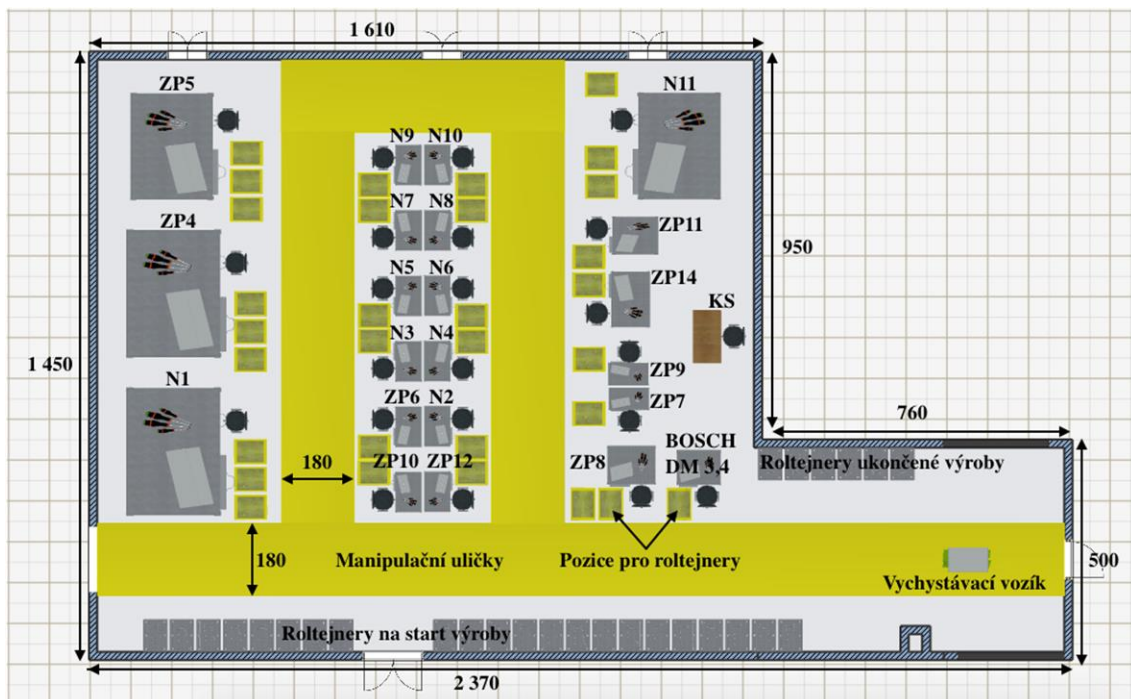 1 610
ZP5
N11
N9 N10
N7 N8
ZP11
ZP4
950
N5 N6
ZP14
KS
N3 N4
1 450
ZP9
N1
ZP6 N2
ZP7
760
ZP10 ZP12
ZP8
BOSCH
DM 3,4
Roltejnery ukončené výroby
180
180
Manipulační uličky
Pozice pro roltejnery
500
Vychystávací vozík
Roltejnery na start výroby
2 370